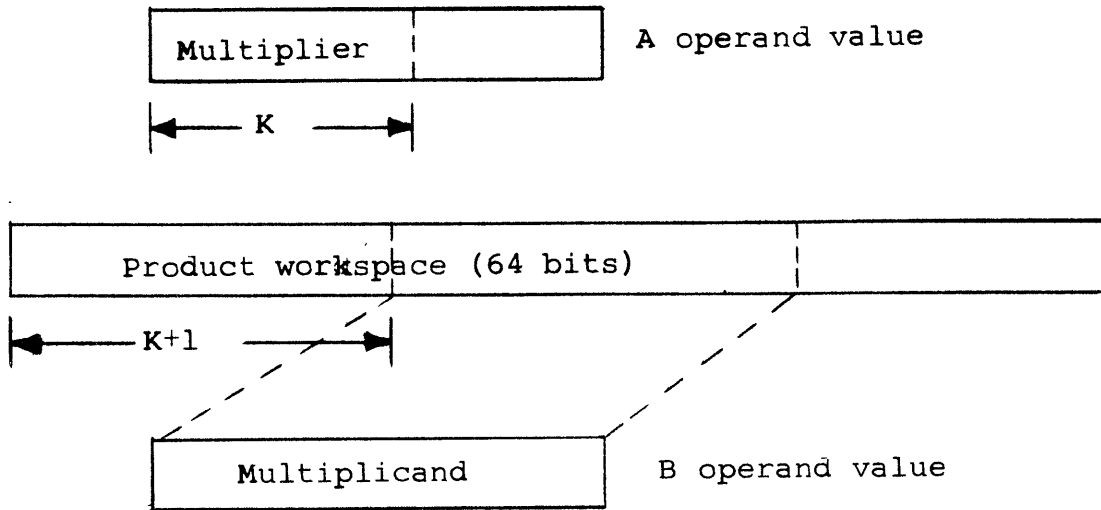 Multiplier
A operand value
K
Product workspace (64 bits)
K+1
Multiplicand
B operand value